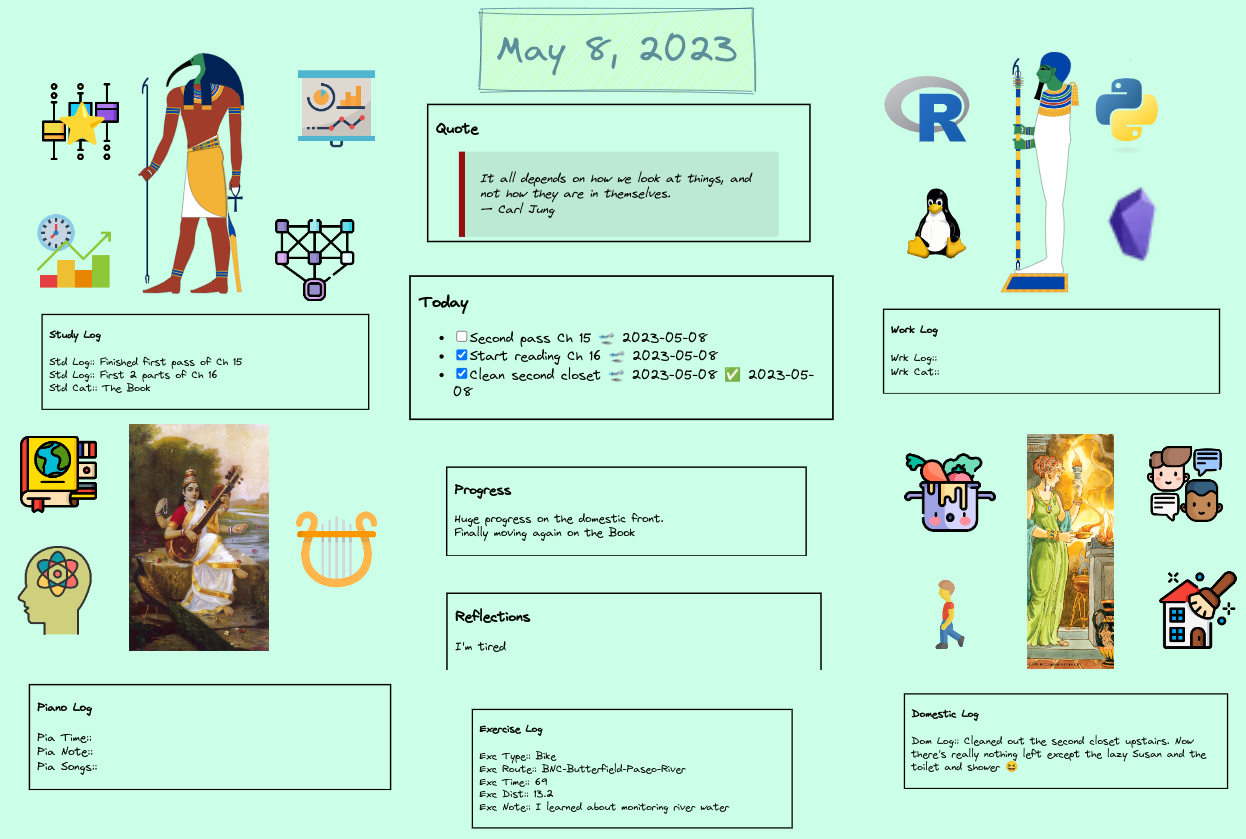 May 8, 2023
Quote
It all depends on how we look at things, and
not how they are in themselves.
— Carl Jung
Today
Second pass Ch 15 🛫 2023-05-08
Start reading Ch 16 🛫 2023-05-08
Clean second closet 🛫 2023-05-08 ✅ 2023-05-
08
Study Log
Std Log:: Finished first pass of Ch 15
Std Log:: First 2 parts of Ch 16
Std Cat:: The Book
R
Work Log
Wrk Log::
Wrk Cat::
Progress
Huge progress on the domestic front.
Finally moving again on the Book
Reflections
I'm tired
Piano Log
Pia Time::
Pia Note::
Pia Songs::
Exercise Log
Exc Type:: Bike
Exc Route:: BNC-Butterfield-Paseo-River
Exc Time:: 69
Exc Dist:: 13.2
Exc Note:: I learned about monitoring river water
Domestic Log
Dom Log:: Cleaned out the second closet upstairs. Now
there's really nothing left except the lazy Susan and the
toilet and shower 😆